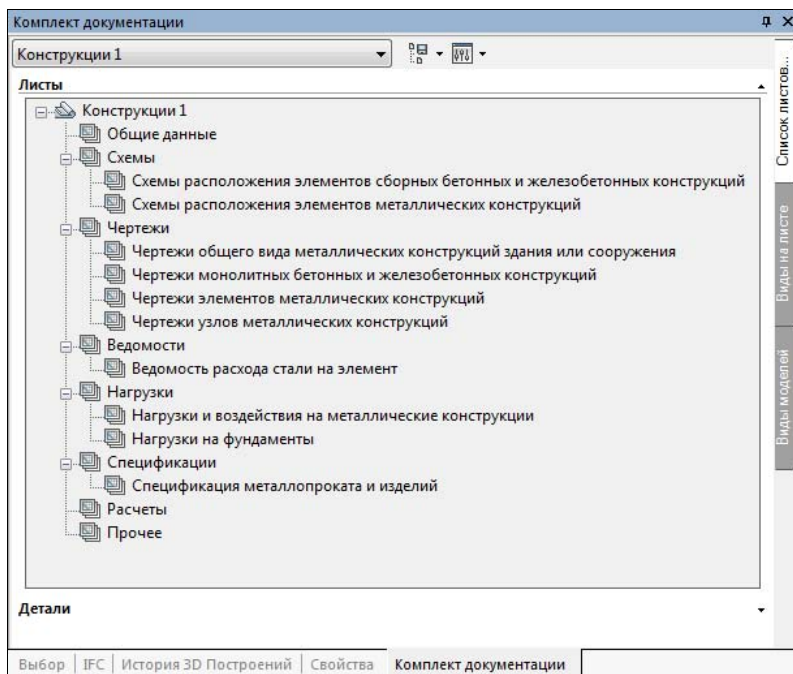 Комплект документации
Конструкции 1
Листы
Конструкции 1
Общие данные
Схемы
Схемы расположения элементов сборных бетонных и железобетонных конструкций
Схемы расположения элементов металлических конструкций
Чертежи
Чертежи общего вида металлических конструкций здания или сооружения
Чертежи монолитных бетонных и железобетонных конструкций
Чертежи элементов металлических конструкций
Чертежи узлов металлических конструкций
Ведомости
Ведомость расхода стали на элемент
Нагрузки
Нагрузки и воздействия на металлические конструкции
Нагрузки на фундаменты
Спецификации
Спецификация металлопроката и изделий
Расчеты
Прочее
Детали
Список листов...
Виды на листе
Виды моделей
Выбор IFC История 3D Построений Свойства Комплект документации